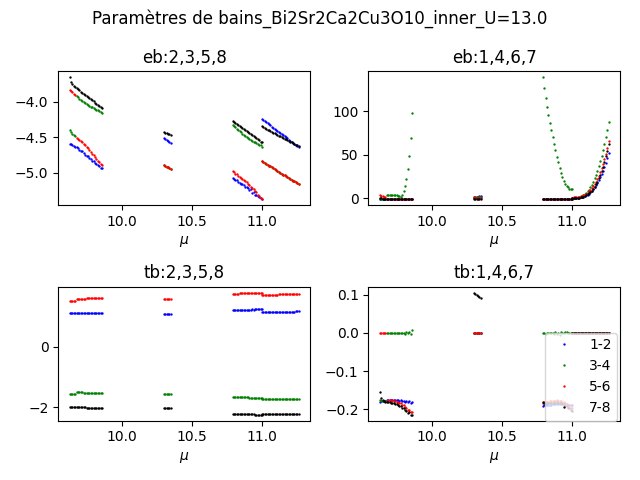 Paramètres de bains_Bi2Sr2Ca2Cu3O10_inner_U=13.0
eb:2,3,5,8
eb:1,4,6,7
−4.0
−4.5
−5.0
10.0 10.5 11.0
μ
100
50
0
10.0 10.5 11.0
μ
tb:2,3,5,8
tb:1,4,6,7
0
−2
10.0 10.5 11.0
μ
0.1
0.0
−0.1
−0.2
10.0 10.5 11.0
μ
1-2
3-4
5-6
7-8